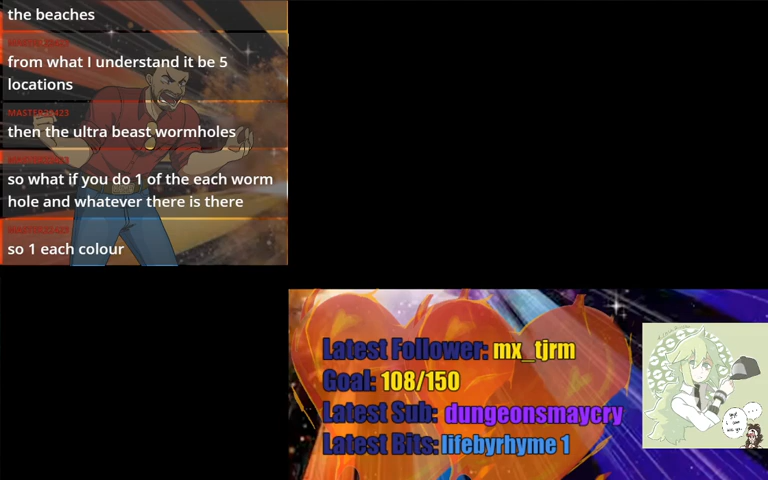 the beaches
from what I understand it be 5
locations
MASTER23423
then the ultra beast wormholes
so what if you do 1 of the each worm
hole and whatever there is there
so 1 each colour
Latest Follower: mx_tjrm
Goal: 108/150
Latest Sub: dungeonsmaycry
Latest Bits: lifebyrhyme 1